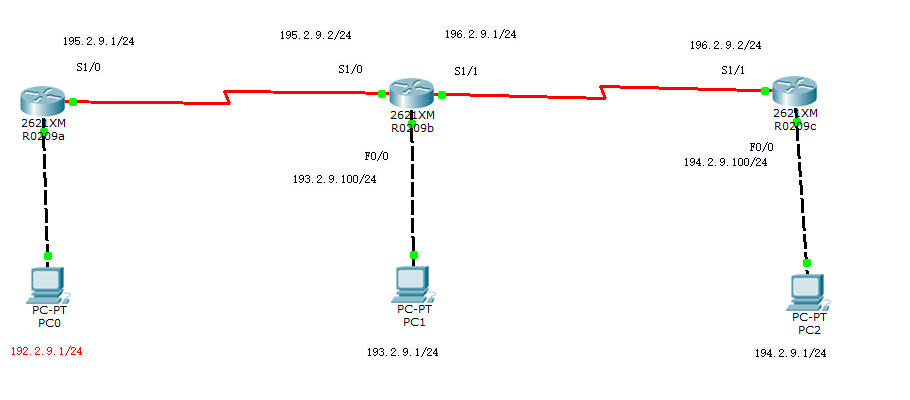 195.2.9.1/24
195.2.9.2/24
196.2.9.1/24
196.2.9.2/24
S1/0
S1/0
S1/1
S1/1
2621XM
R0209a
2621XM
R0209b
2621XM
R0209c
F0/0
193.2.9.100/24
F0/0
194.2.9.100/24
PC-PT
PC0
PC-PT
PC1
PC-PT
PC2
192.2.9.1/24
193.2.9.1/24
194.2.9.1/24